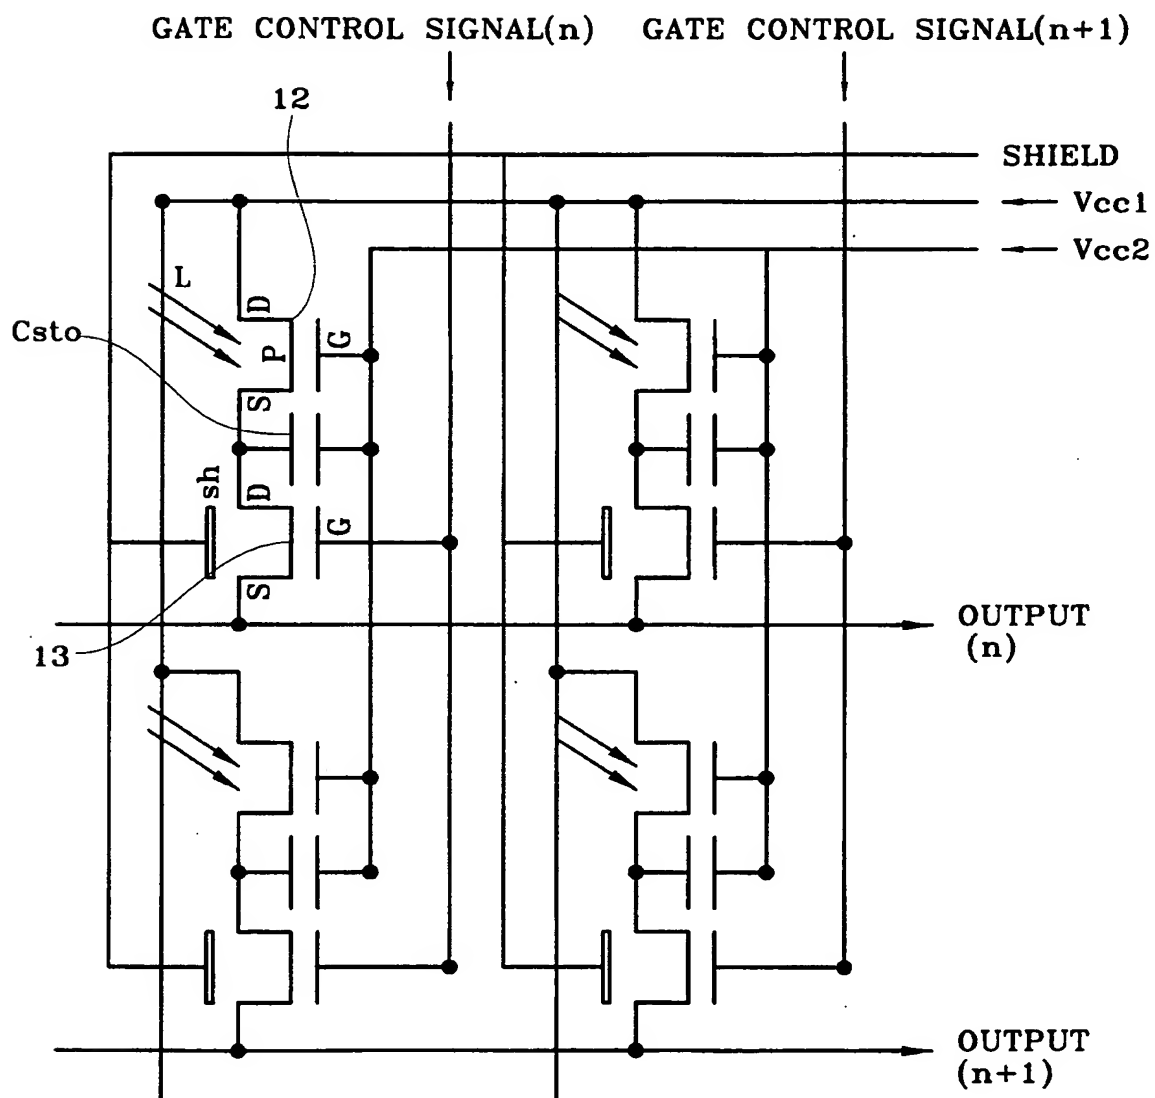 GATE CONTROL SIGNAL(n)
GATE CONTROL SIGNAL(n+1)
12
SHIELD
Vcc1
Vcc2
L
D
Csto
P
G
S
sh
D
G
S
OUTPUT
(n)
13
OUTPUT
(n+1)